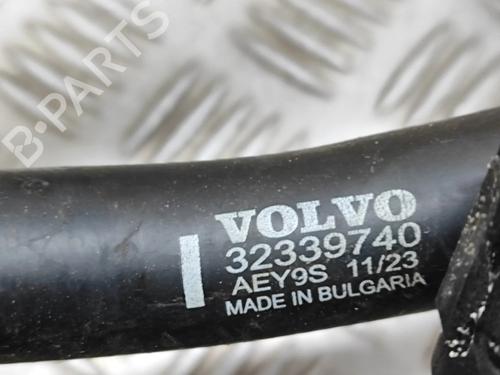 B-PARTS
VOLVO
32339740
AEY9S 11/23
MADE IN BULGARIA